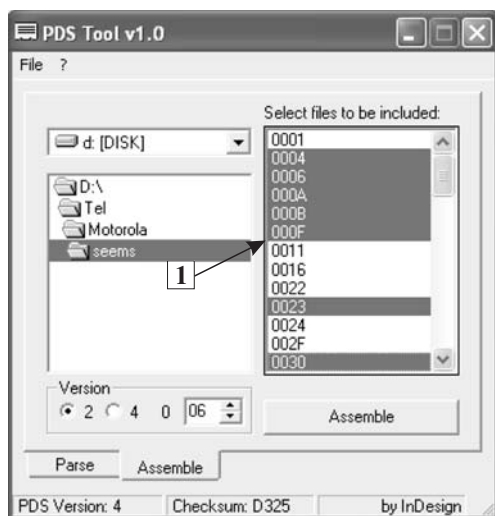 PDS Tool v1.0
File ?
Select files to be included:
d: [DISK]
D:\
Tel
Motorola
seems
0001
0004
0006
000A
000B
000F
0011
0016
0022
0023
0024
002F
0030
1
Version
2 4 0 06
Assemble
Parse Assemble
PDS Version: 4 Checksum: D325 by InDesign